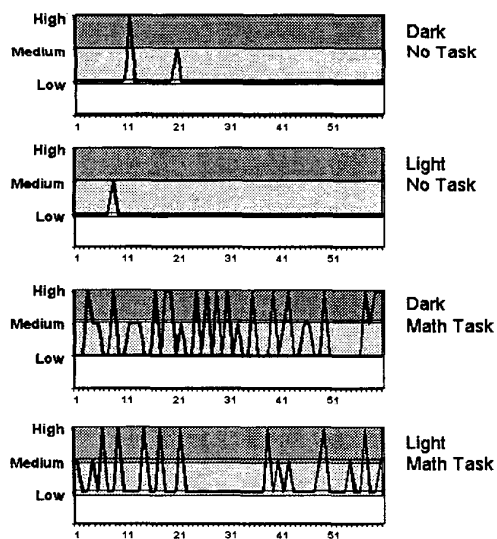 High
Medium
Low
1 11 21 31 41 51
Dark
No Task
High
Medium
Low
1 11 21 31 41 51
Light
No Task
High
Medium
Low
1 11 21 31 41 51
Dark
Math Task
High
Medium
Low
1 11 21 31 41 51
Light
Math Task